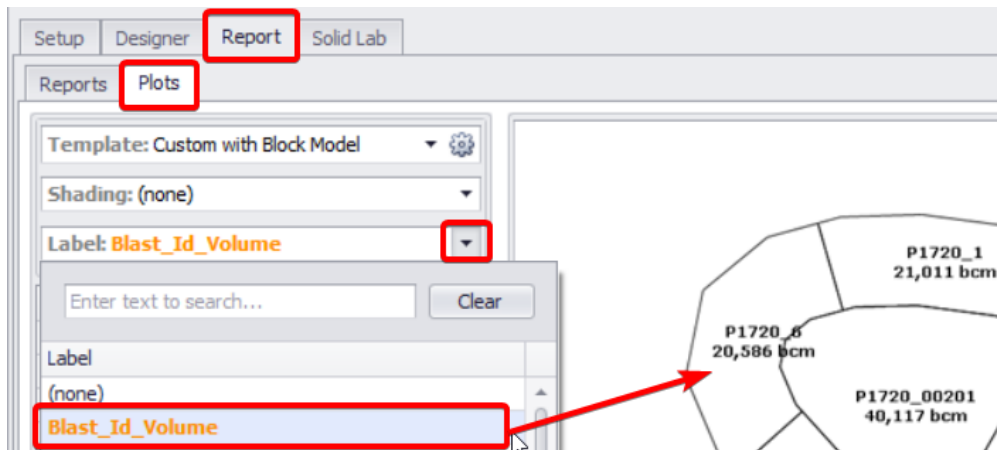 Setup Designer Report Solid Lab
Reports Plots
Template: Custom with Block Model
Shading: (none)
Label: Blast_Id_Volume
Enter text to search... Clear
Label
(none)
Blast_Id_Volume
P1720_1
21,011 bcm
P1720_6
20,586 bcm
P1720_00201
40,117 bcm